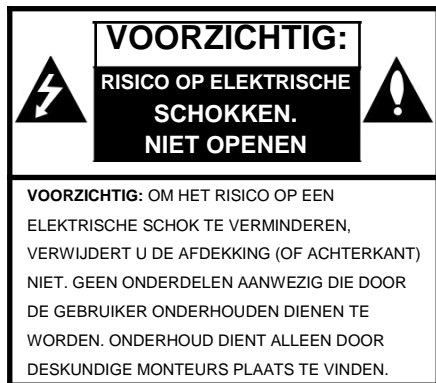 VOORZICHTIG:
RISICO OP ELEKTRISCHE
SCHOKKEN.
NIET OPENEN
VOORZICHTIG: OM HET RISICO OP EEN
ELEKTRISCHE SCHOK TE VERMINDEREN,
VERWIJDERT U DE AFDEKKING (OF ACHTERKANT)
NIET. GEEN ONDERDELEN AANWEZIG DIE DOOR
DE GEBRUIKER ONDERHOUDEN DIENEN TE
WORDEN. ONDERHOUD DIENT ALLEEN DOOR
DESKUNDIGE MONTEURS PLAATS TE VINDEN.